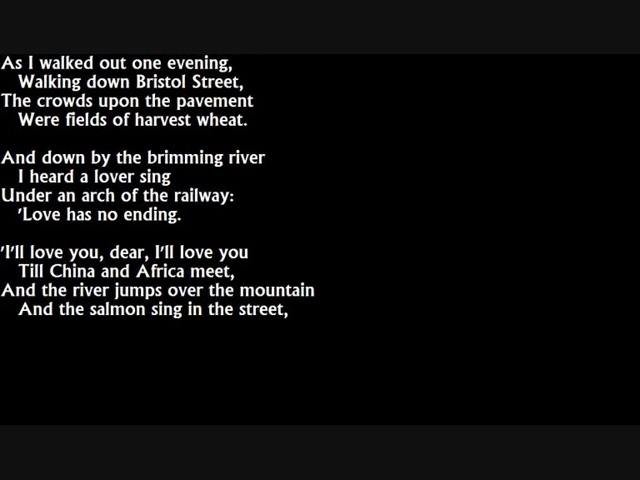 As I walked out one evening,
Walking down Bristol Street,
The crowds upon the pavement
Were fields of harvest wheat.
And down by the brimming river
I heard a lover sing
Under an arch of the railway:
'Love has no ending.
'I'll love you, dear, I'll love you
Till China and Africa meet,
And the river jumps over the mountain
And the salmon sing in the street,